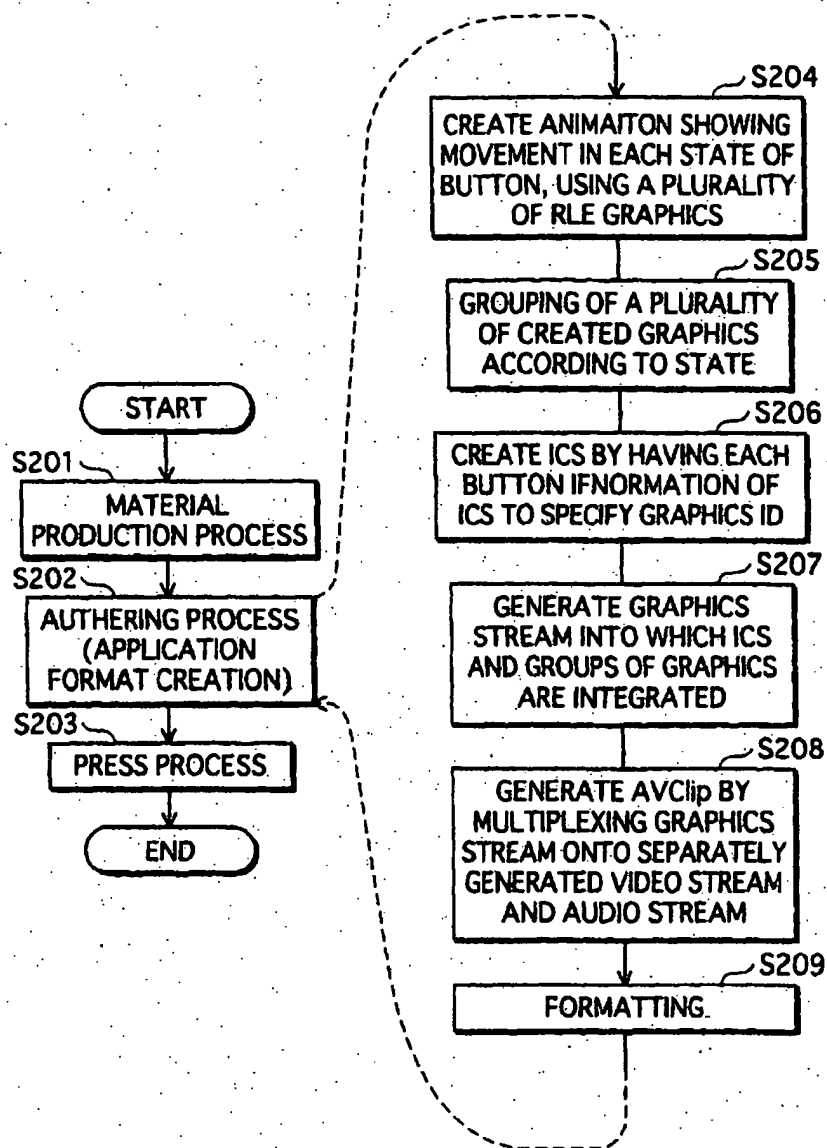 START
S201
MATERIAL
PRODUCTION PROCESS
S202
AUTHERING PROCESS
(APPLICATION
FORMAT CREATION)
S203
PRESS PROCESS
END
S204
CREATE ANIMAITON SHOWING
MOVEMENT IN EACH STATE OF
BUTTON, USING A PLURALITY
OF RLE GRAPHICS
S205
GROUPING OF A PLURALITY
OF CREATED GRAPHICS
ACCORDING TO STATE
S206
CREATE ICS BY HAVING EACH
BUTTON IFNORMATION OF
ICS TO SPECIFY GRAPHICS ID
S207
GENERATE GRAPHICS
STREAM INTO WHICH ICS
AND GROUPS OF GRAPHICS
ARE INTEGRATED
S208
GENERATE AVClip BY
MULTIPLEXING GRAPHICS
STREAM ONTO SEPARATELY
GENERATED VIDEO STREAM
AND AUDIO STREAM
S209
FORMATTING